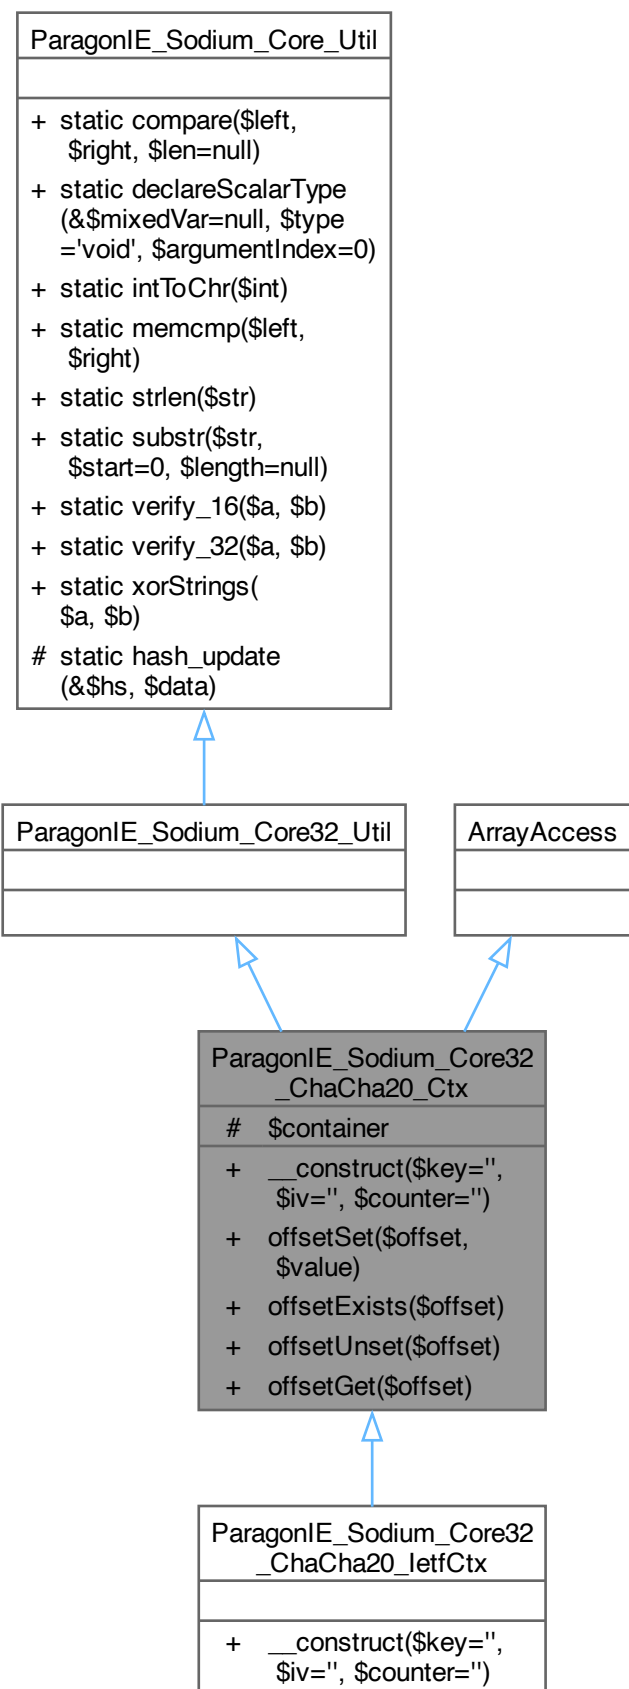 ParagonIE_Sodium_Core_Util
+ static compare($left,
$right, $len=null)
+ static declareScalarType
(&$mixedVar=null, $type
='void', $argumentIndex=0)
+ static intToChr($int)
+ static memcmp($left,
$right)
+ static strlen($str)
+ static substr($str,
$start=0, $length=null)
+ static verify_16($a, $b)
+ static verify_32($a, $b)
+ static xorStrings(
$a, $b)
# static hash_update
(&$hs, $data)
ParagonIE_Sodium_Core32_Util
ArrayAccess
ParagonIE_Sodium_Core32
_ChaCha20_Ctx
# $container
+ __construct($key='',
$iv='', $counter='')
+ offsetSet($offset,
$value)
+ offsetExists($offset)
+ offsetUnset($offset)
+ offsetGet($offset)
ParagonIE_Sodium_Core32
_ChaCha20_IetfCtx
+ __construct($key='',
$iv='', $counter='')